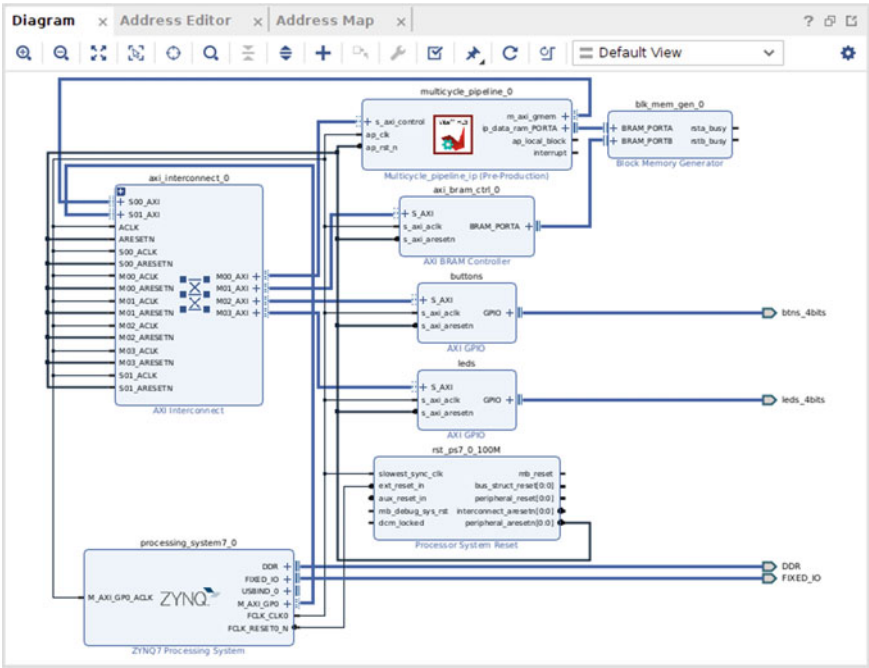 Diagram × Address Editor × Address Map ×
?
Default View
multicycle_pipeline_0
s_axi_control
ap_clk
ap_rst_n
m_axi_gmem
ip_data_ram_PORTA
ap_local_block
interrupt
Multicycle_pipeline_ip (Pre-Production)
blk_mem_gen_0
BRAM_PORTA
BRAM_PORTB
rsta_busy
rstb_busy
Block Memory Generator
axi_interconnect_0
S00_AXI
S01_AXI
ACLK
ARESETN
S00_ACLK
S00_ARESETN
M00_ACLK
M00_ARESETN
M01_ACLK
M01_ARESETN
M02_ACLK
M02_ARESETN
M03_ACLK
M03_ARESETN
S01_ACLK
S01_ARESETN
M00_AXI
M01_AXI
M02_AXI
M03_AXI
AXI Interconnect
axi_bram_ctrl_0
S_AXI
s_axi_aclk
s_axi_aresetn
BRAM_PORTA
AXI BRAM Controller
buttons
S_AXI
s_axi_aclk
s_axi_aresetn
GPIO
AXI GPIO
btns_4bits
leds
S_AXI
s_axi_aclk
s_axi_aresetn
GPIO
AXI GPIO
leds_4bits
rst_ps7_0_100M
slowest_sync_clk
ext_reset_in
aux_reset_in
mb_debug_sys_rst
dcm_locked
mb_reset
bus_struct_reset[0:0]
peripheral_reset[0:0]
interconnect_aresetn[0:0]
peripheral_aresetn[0:0]
Processor System Reset
processing_system7_0
M_AXI_GP0_ACLK
ZYNQ
DDR
FIXED_IO
USBIND_0
M_AXI_GP0
FCLK_CLK0
FCLK_RESET0_N
ZYNQ7 Processing System
DDR
FIXED_IO